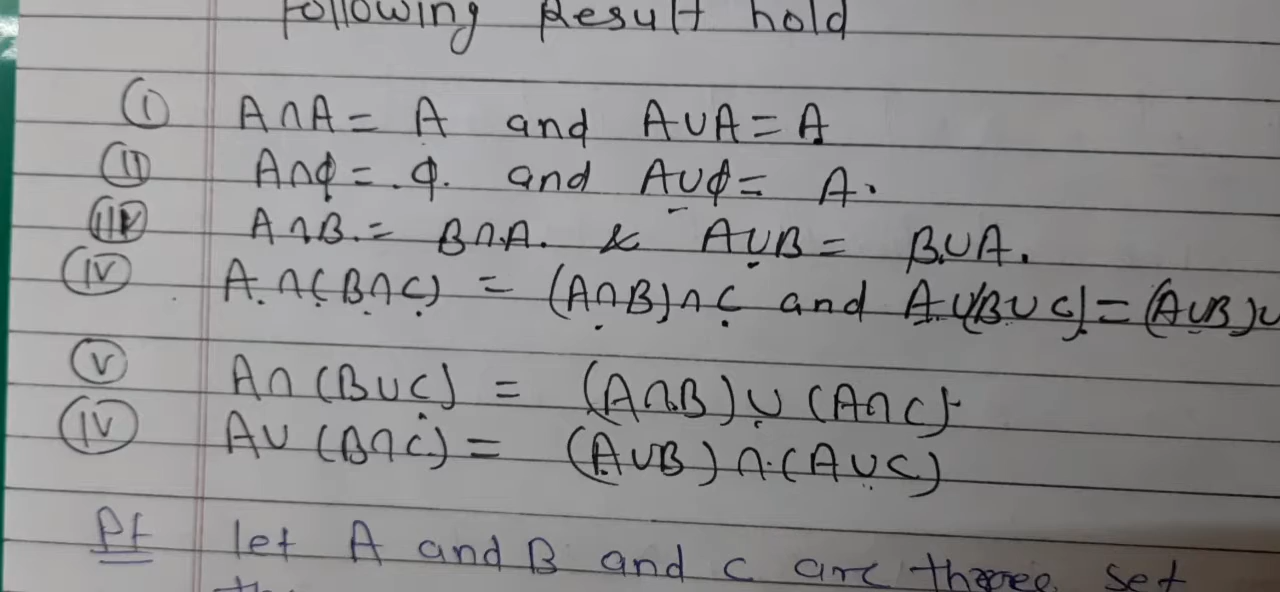 Following Result hold
(i) A∩A = A and A∪A = A
(ii) A∩ϕ = .ϕ. and A∪ϕ = A.
(iii) A∩B. = B∩.A. & A∪B = B∪A.
(iv) A.∩(B∩C) = (A∩B)∩C and A∪(B∪C) = (A∪B)∪
(v) A∩(B∪C) = (A∩B)∪(A∩C)
(iv) A∪(B∩C) = (A∪B)∩.(A∪C)
Pf let A and B and C are three set